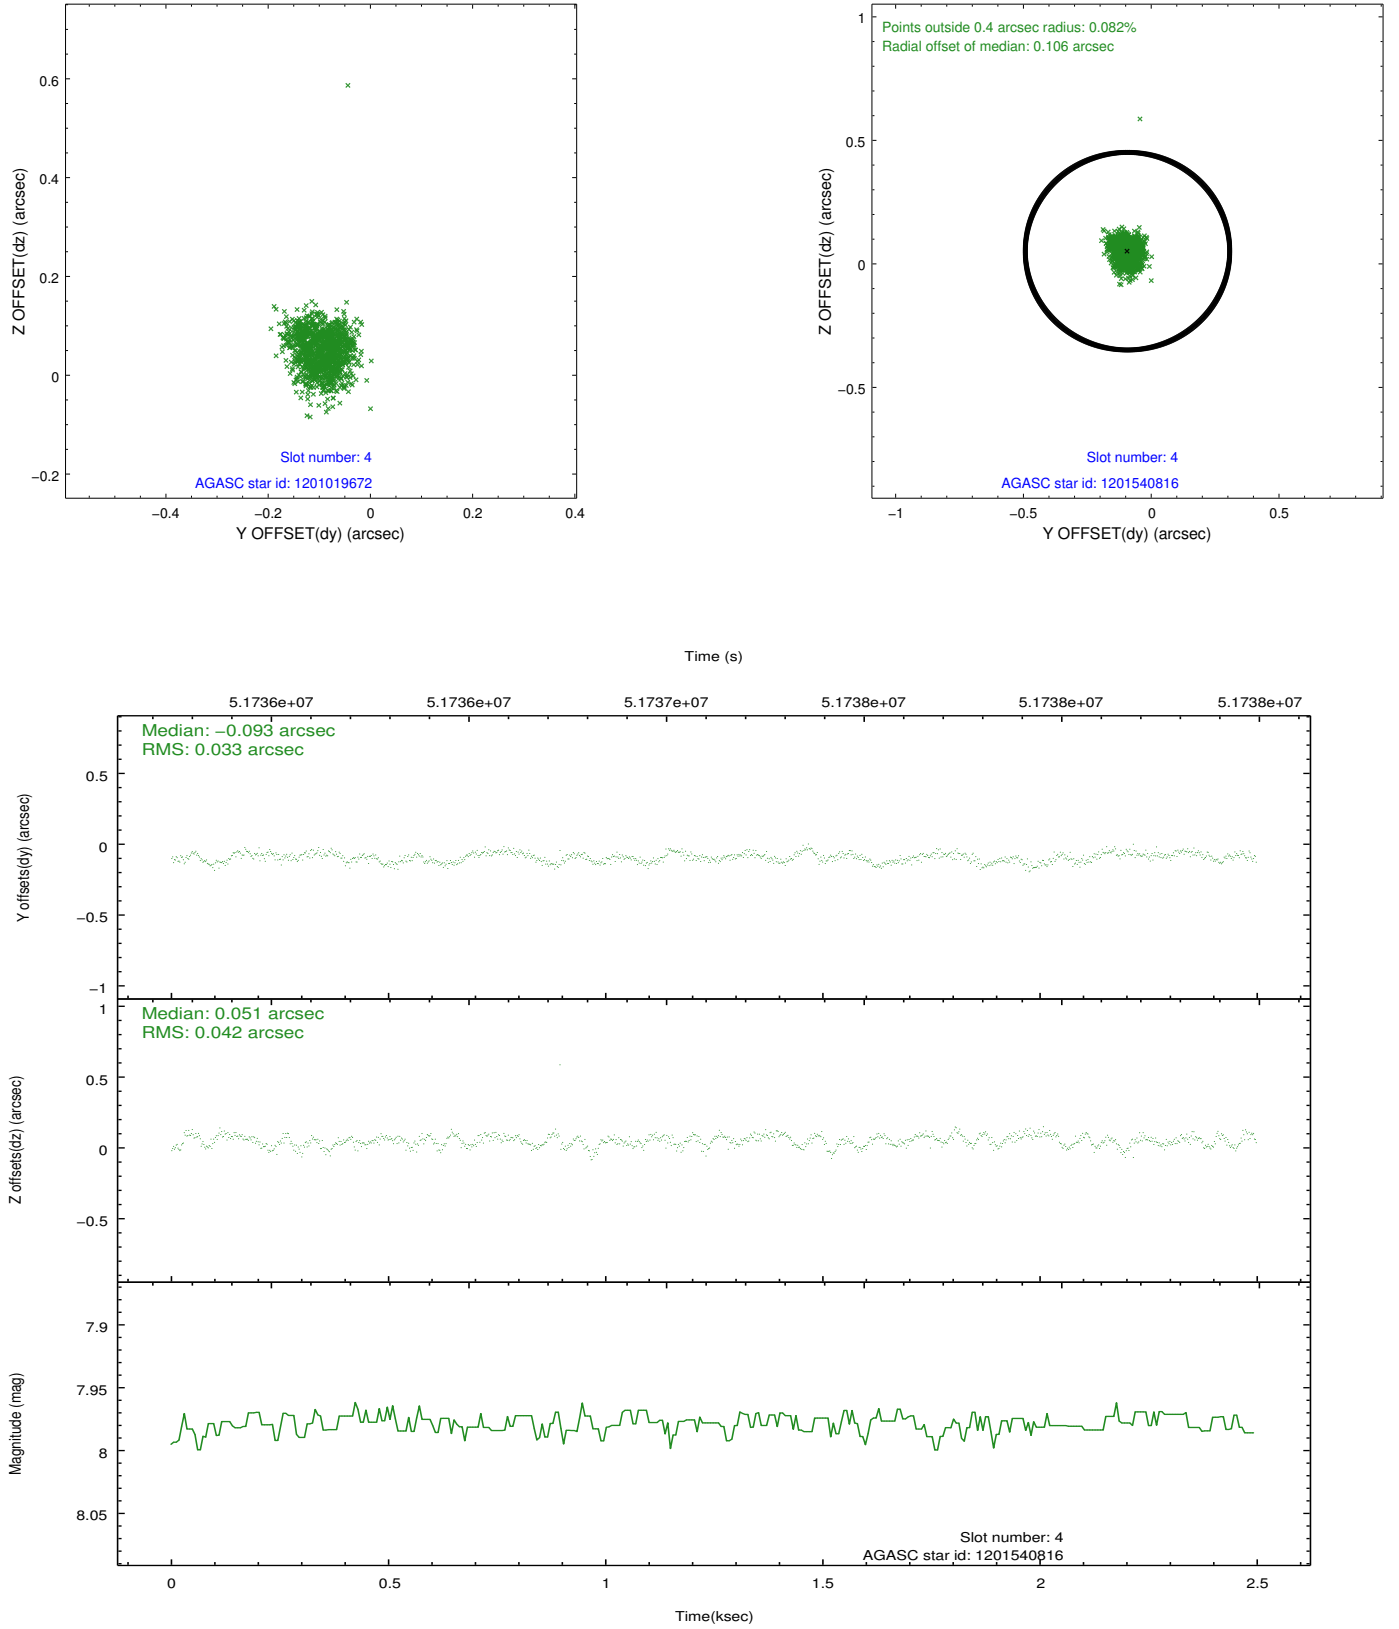 Z OFFSET(dz) (arcsec)
0.6
0.4
0.2
0
−0.2
Slot number: 4
AGASC star id: 1201019672
−0.4 −0.2 0 0.2 0.4
Y OFFSET(dy) (arcsec)
Points outside 0.4 arcsec radius: 0.082%
Radial offset of median: 0.106 arcsec
Z OFFSET(dz) (arcsec)
1
0.5
0
−0.5
Slot number: 4
AGASC star id: 1201540816
−1 −0.5 0 0.5
Y OFFSET(dy) (arcsec)
Time (s)
5.1736e+07 5.1736e+07 5.1737e+07 5.1738e+07 5.1738e+07 5.1738e+07
Median: −0.093 arcsec
RMS: 0.033 arcsec
Y offsets(dy) (arcsec)
0.5
0
−0.5
−1
Median: 0.051 arcsec
RMS: 0.042 arcsec
Z offsets(dz) (arcsec)
1
0.5
0
−0.5
Magnitude (mag)
7.9
7.95
8
8.05
Slot number: 4
AGASC star id: 1201540816
0 0.5 1 1.5 2 2.5
Time(ksec)